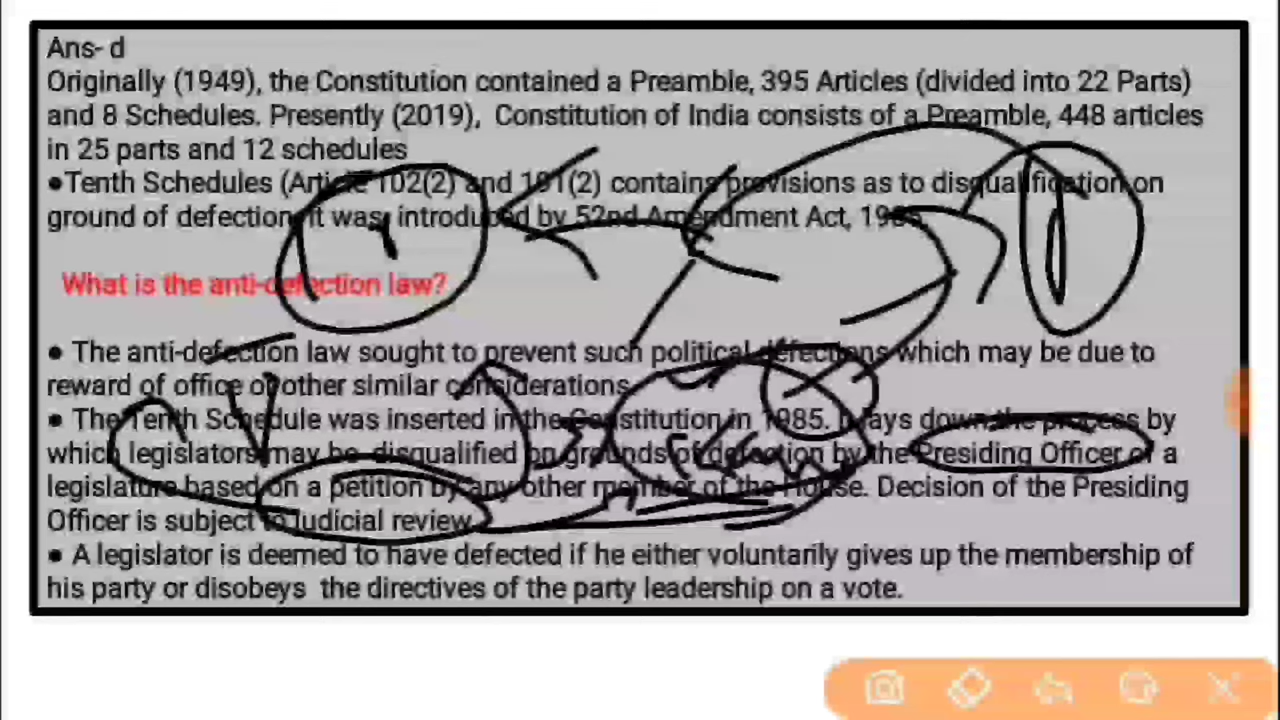 Ans- d
Originally (1949), the Constitution contained a Preamble, 395 Articles (divided into 22 Parts)
and 8 Schedules. Presently (2019), Constitution of India consists of a Preamble, 448 articles
in 25 parts and 12 schedules
•Tenth Schedules (Article 102(2) and 191(2) contains provisions as to disqualification on
ground of defection. It was introduced by 52nd Amendment Act, 1985.
What is the anti-defection law?
• The anti-defection law sought to prevent such political defections which may be due to
reward of office or other similar considerations.
• The Tenth Schedule was inserted in the Constitution in 1985. It lays down the process by
which legislators may be disqualified on grounds of defection by the Presiding Officer of a
legislature based on a petition by any other member of the House. Decision of the Presiding
Officer is subject to Judicial review.
• A legislator is deemed to have defected if he either voluntarily gives up the membership of
his party or disobeys the directives of the party leadership on a vote.